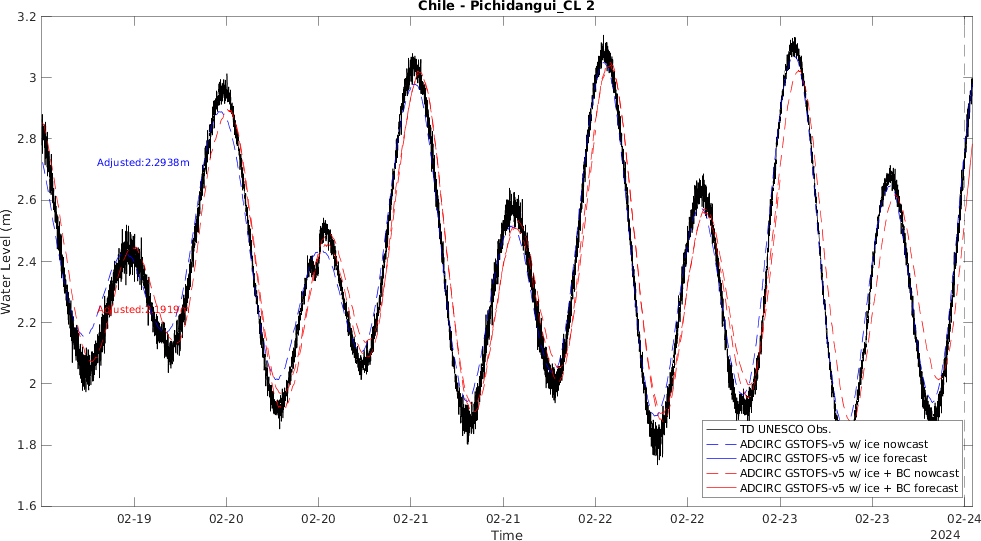 Chile - Pichidangui_CL 2
3.2
3
2.8
2.6
2.4
2.2
2
1.8
1.6
Water Level (m)
Adjusted:2.2938m
Adjusted:2.1919m
TD UNESCO Obs.
ADCIRC GSTOFS-v5 w/ ice nowcast
ADCIRC GSTOFS-v5 w/ ice forecast
ADCIRC GSTOFS-v5 w/ ice + BC nowcast
ADCIRC GSTOFS-v5 w/ ice + BC forecast
02-19 02-20 02-20 02-21 02-21 02-22 02-22 02-23 02-23 02-24
Time
2024